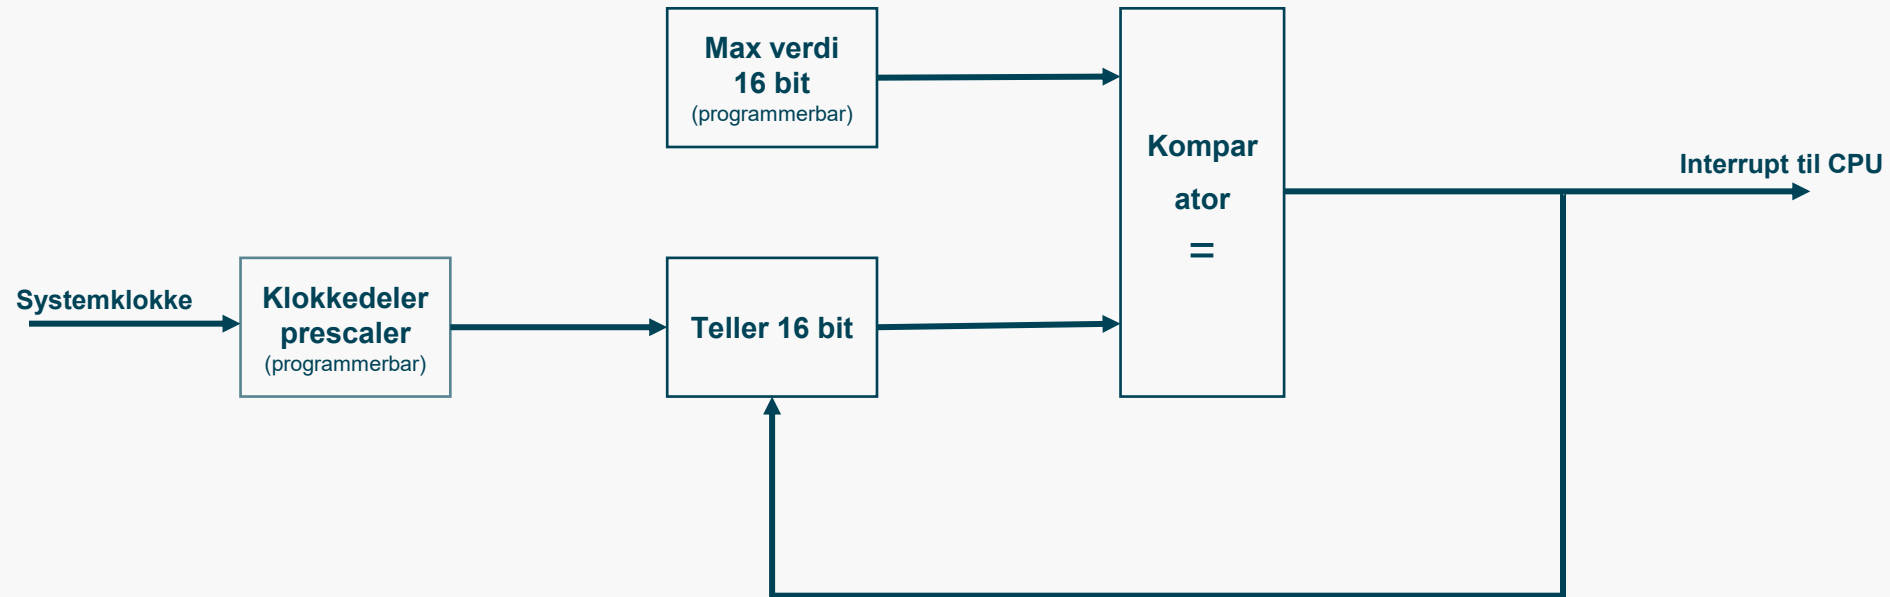 Max verdi
16 bit
(programmerbar)
Kompar
ator
=
Interrupt til CPU
Systemklokke
Klokkedeler
prescaler
(programmerbar)
Teller 16 bit